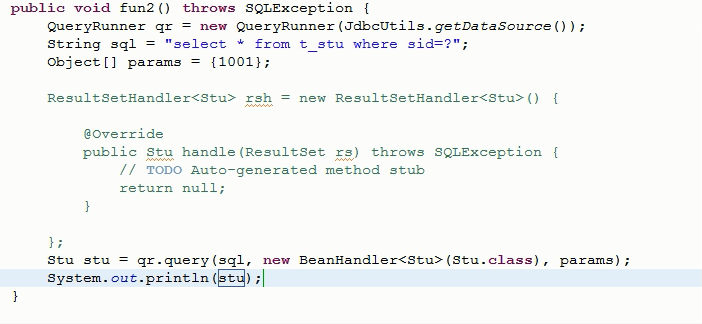 public void fun2() throws SQLException {
    QueryRunner qr = new QueryRunner(JdbcUtils.getDataSource());
    String sql = "select * from t_stu where sid=?";
    Object[] params = {1001};

    ResultSetHandler<Stu> rsh = new ResultSetHandler<Stu>() {

        @Override
        public Stu handle(ResultSet rs) throws SQLException {
            // TODO Auto-generated method stub
            return null;
        }

    };
    Stu stu = qr.query(sql, new BeanHandler<Stu>(Stu.class), params);
    System.out.println(stu);
}